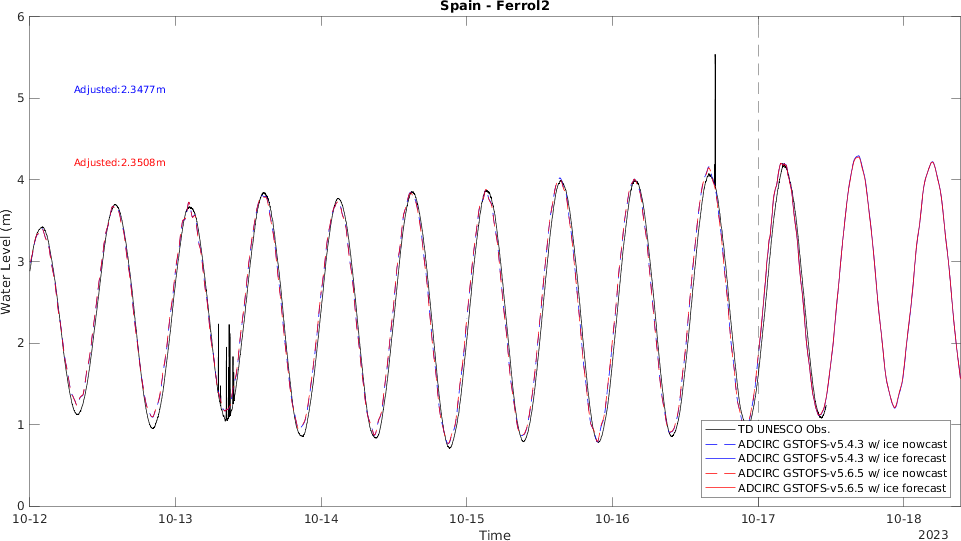 Spain - Ferrol2
6
5
4
3
2
1
0
Water Level (m)
Adjusted:2.3477m
Adjusted:2.3508m
TD UNESCO Obs.
ADCIRC GSTOFS-v5.4.3 w/ ice nowcast
ADCIRC GSTOFS-v5.4.3 w/ ice forecast
ADCIRC GSTOFS-v5.6.5 w/ ice nowcast
ADCIRC GSTOFS-v5.6.5 w/ ice forecast
10-12 10-13 10-14 10-15 10-16 10-17 10-18
Time
2023